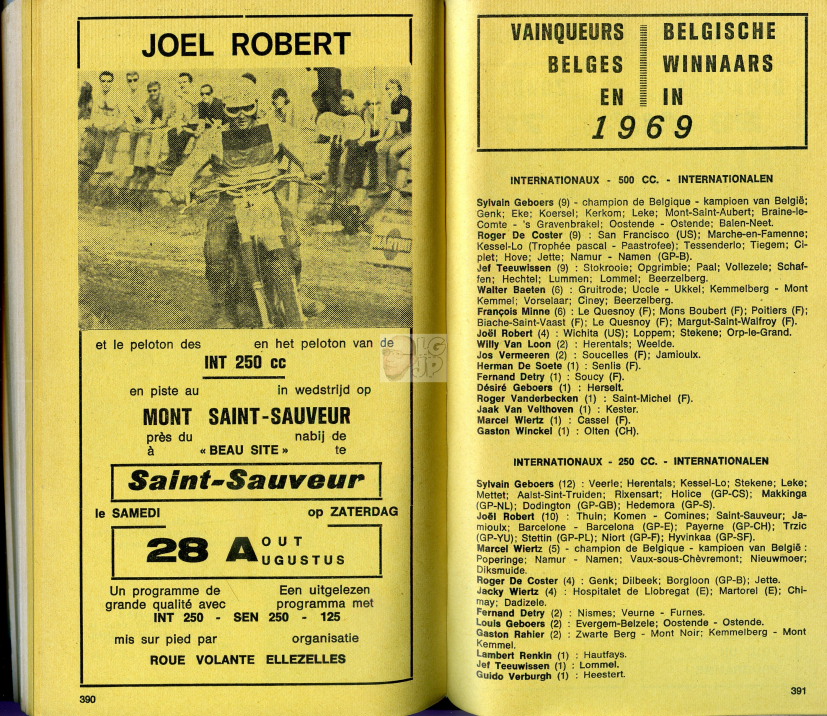 JOEL ROBERT
et le peloton des en het peloton van de
INT 250 cc
en piste au in wedstrijd op
MONT SAINT-SAUVEUR
près du nabij de
à « BEAU SITE » te
Saint-Sauveur
le SAMEDI op ZATERDAG
28 AOUT
AUGUSTUS
Un programme de Een uitgelezen
grande qualité avec programma met
INT 250 - SEN 250 - 125
mis sur pied par organisatie
ROUE VOLANTE ELLEZELLES
390
VAINQUEURS BELGISCHE
BELGES WINNAARS
EN IN
1969
INTERNATIONAUX - 500 CC. - INTERNATIONALEN
Sylvain Geboers (9) - champion de Belgique - kampioen van België;
Genk; Eke; Koersel; Kerkom; Leke; Mont-Saint-Aubert; Braine-le-
Comte - 's Gravenbrakel; Oostende - Ostende; Balen-Neet.
Roger De Coster (9) : San Francisco (US); Marche-en-Famenne;
Kessel-Lo (Trophée pascal - Paastrofee); Tessenderlo; Tiegem; Ci-
plet; Hove; Jette; Namur - Namen (GP-B).
Jef Teeuwissen (9) : Stokrooie; Opgrimbie; Paal; Vollezele; Schaf-
fen; Hechtel; Lummen; Lommel; Beerzelberg.
Walter Baeten (6) : Gruitrode; Uccle - Ukkel; Kemmelberg - Mont
Kemmel; Vorselaar; Ciney; Beerzelberg.
François Minne (6) : Le Quesnoy (F); Mons Boubert (F); Poitiers (F);
Biache-Saint-Vaast (F); Le Quesnoy (F); Margut-Saint-Walfroy (F).
Joël Robert (4) : Wichita (US); Loppem; Stekene; Orp-le-Grand.
Willy Van Loon (2) : Herentals; Weelde.
Jos Vermeeren (2) : Soucelles (F); Jamioulx.
Herman De Soete (1) : Senlis (F).
Fernand Detry (1) : Soucy (F).
Désiré Geboers (1) : Herselt.
Roger Vanderbecken (1) : Saint-Michel (F).
Jaak Van Velthoven (1) : Kester.
Marcel Wiertz (1) : Cassel (F).
Gaston Winckel (1) : Olten (CH).
INTERNATIONAUX - 250 CC. - INTERNATIONALEN
Sylvain Geboers (12) : Veerle; Herentals; Kessel-Lo; Stekene; Leke;
Mettet; Aalst-Sint-Truiden; Rixensart; Holice (GP-CS); Makkinga
(GP-NL); Dodington (GP-GB); Hedemora (GP-S).
Joël Robert (10) : Thuin; Komen - Comines; Saint-Sauveur; Ja-
mioulx; Barcelone - Barcelona (GP-E); Payerne (GP-CH); Trzic
(GP-YU); Stettin (GP-PL); Niort (GP-F); Hyvinkaa (GP-SF).
Marcel Wiertz (5) - champion de Belgique - kampioen van België :
Poperinge; Namur - Namen; Vaux-sous-Chèvremont; Nieuwmoer;
Diksmuide.
Roger De Coster (4) : Genk; Dilbeek; Borgloon (GP-B); Jette.
Jacky Wiertz (4) : Hospitalet de Llobregat (E); Martorel (E); Chi-
may; Dadizele.
Fernand Detry (2) : Nismes; Veurne - Furnes.
Louis Geboers (2) : Evergem-Belzele; Oostende - Ostende.
Gaston Rahier (2) : Zwarte Berg - Mont Noir; Kemmelberg - Mont
Kemmel.
Lambert Renkin (1) : Hautfays.
Jef Teeuwissen (1) : Lommel.
Guido Verburgh (1) : Heestert.
391
LG
JP